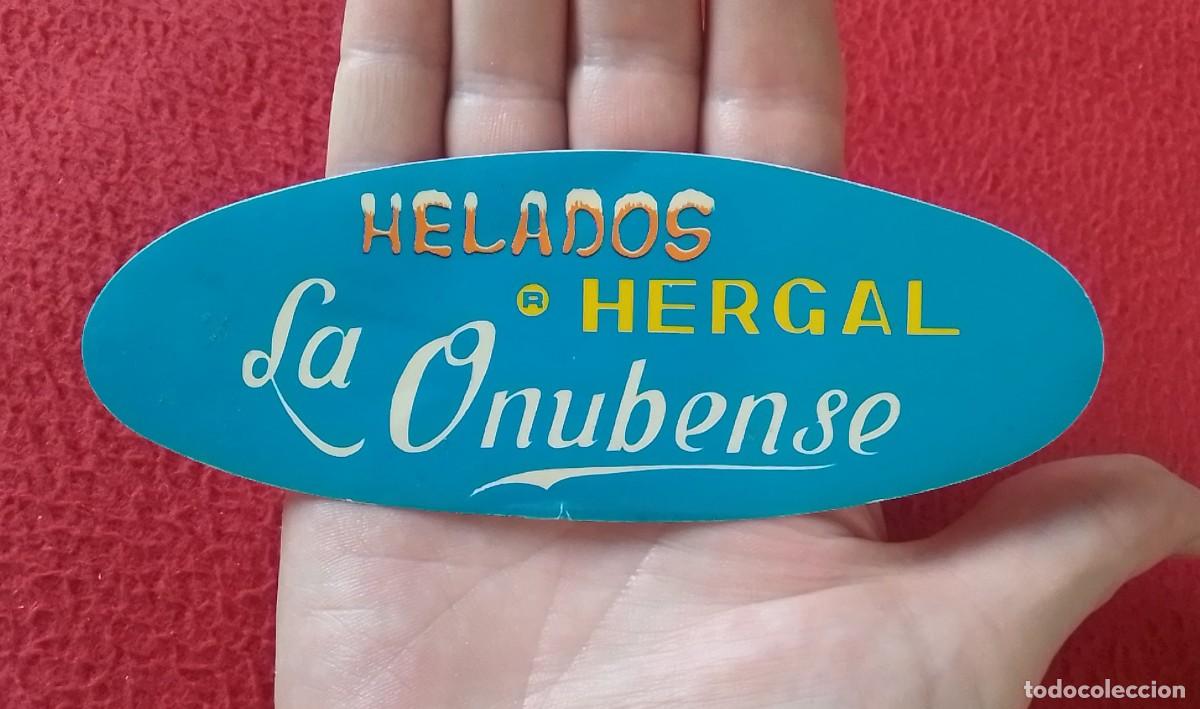 HELADOS
® HERGAL
La Onubense
todocoleccion